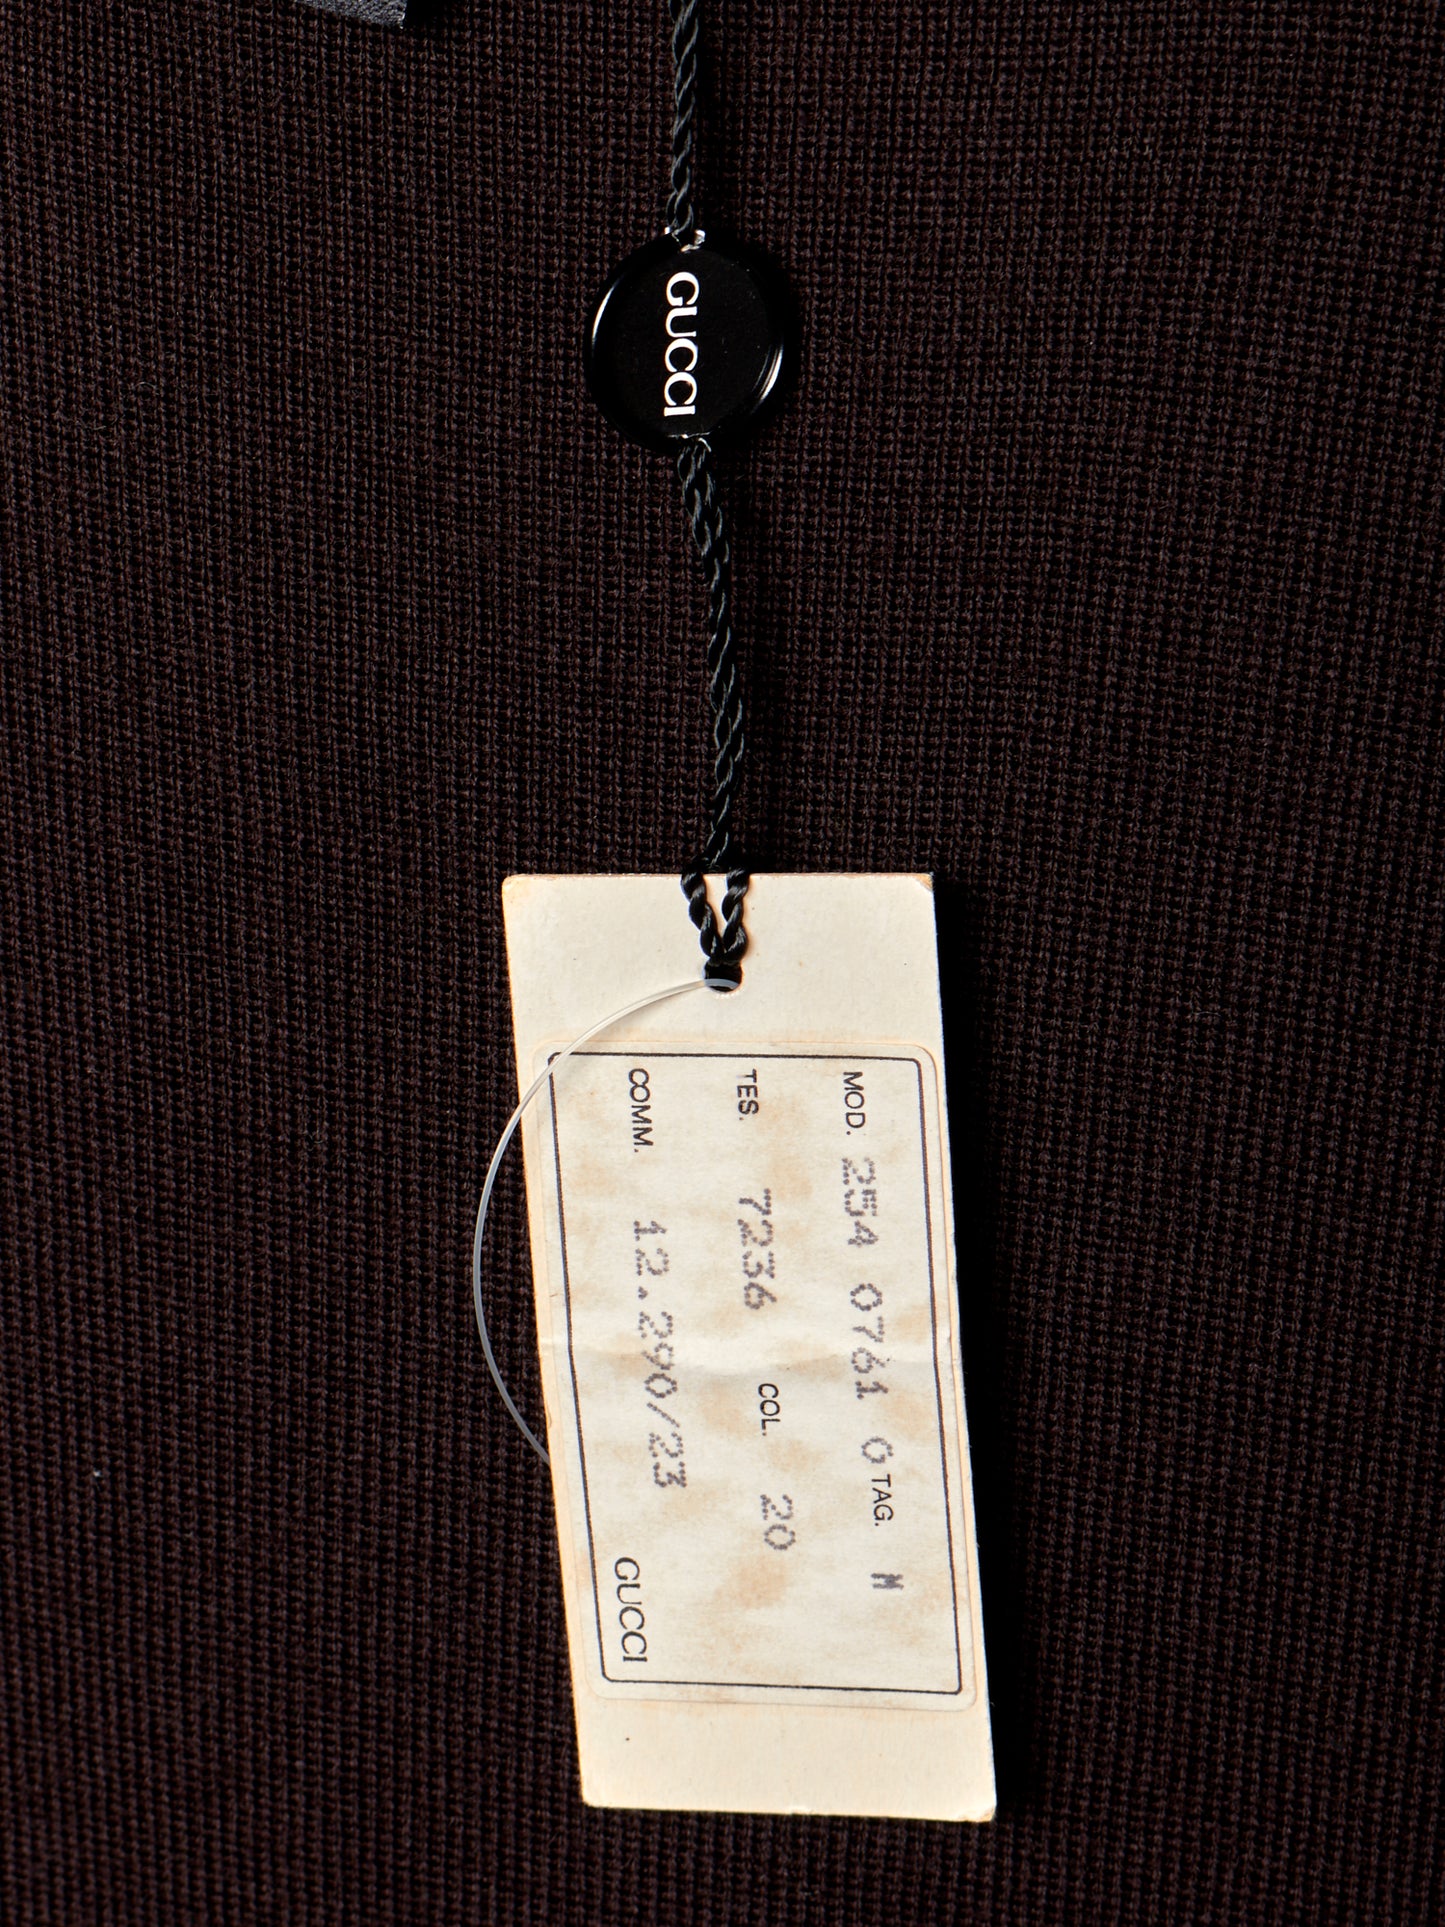 GUCCI
MOD. 254 0761 0 TAG. M
TES. 7236 COL. 20
COMM. 12.290/23
GUCCI